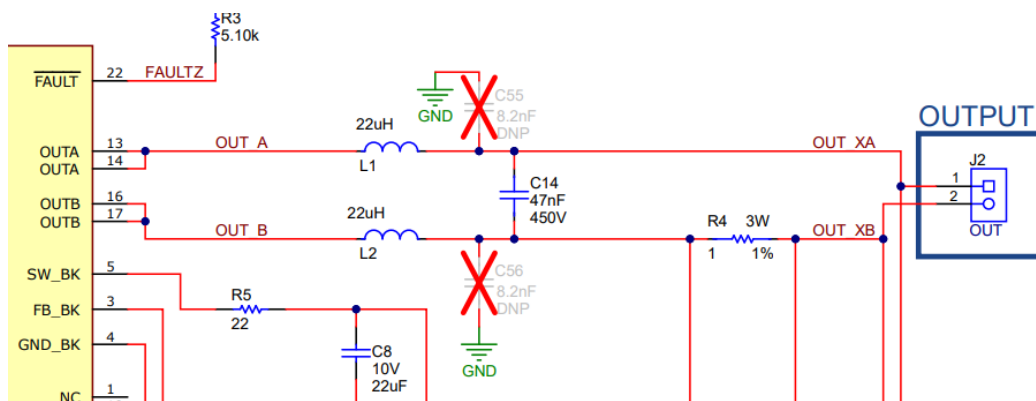 R3
5.10k
FAULT 22 FAULTZ
C55
8.2nF
DNP
GND
OUTPUT
22uH
OUTA 13 OUT_A
L1
OUT_XA
OUTA 14
J2
1
2
OUT
C14
47nF
450V
OUTB 16
OUTB 17
22uH
OUT_B
L2
R4 3W
1 1%
OUT_XB
SW_BK 5
C56
8.2nF
DNP
GND
R5
22
FB_BK 3
GND_BK 4
C8
10V
22uF
NC 1